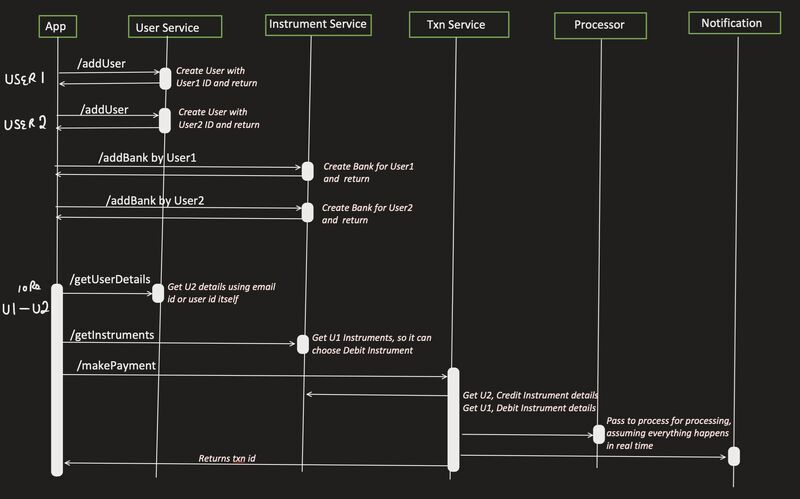 App
User Service
Instrument Service
Txn Service
Processor
Notification
USER 1
/addUser
Create User with
User1 ID and return
USER 2
/addUser
Create User with
User2 ID and return
/addBank by User1
Create Bank for User1
and return
/addBank by User2
Create Bank for User2
and return
10Rs
U1-U2
/getUserDetails
Get U2 details using email
id or user id itself
/getInstruments
Get U1 Instruments, so it can
choose Debit Instrument
/makePayment
Get U2, Credit Instrument details
Get U1, Debit Instrument details
Pass to process for processing,
assuming everything happens
in real time
Returns txn id